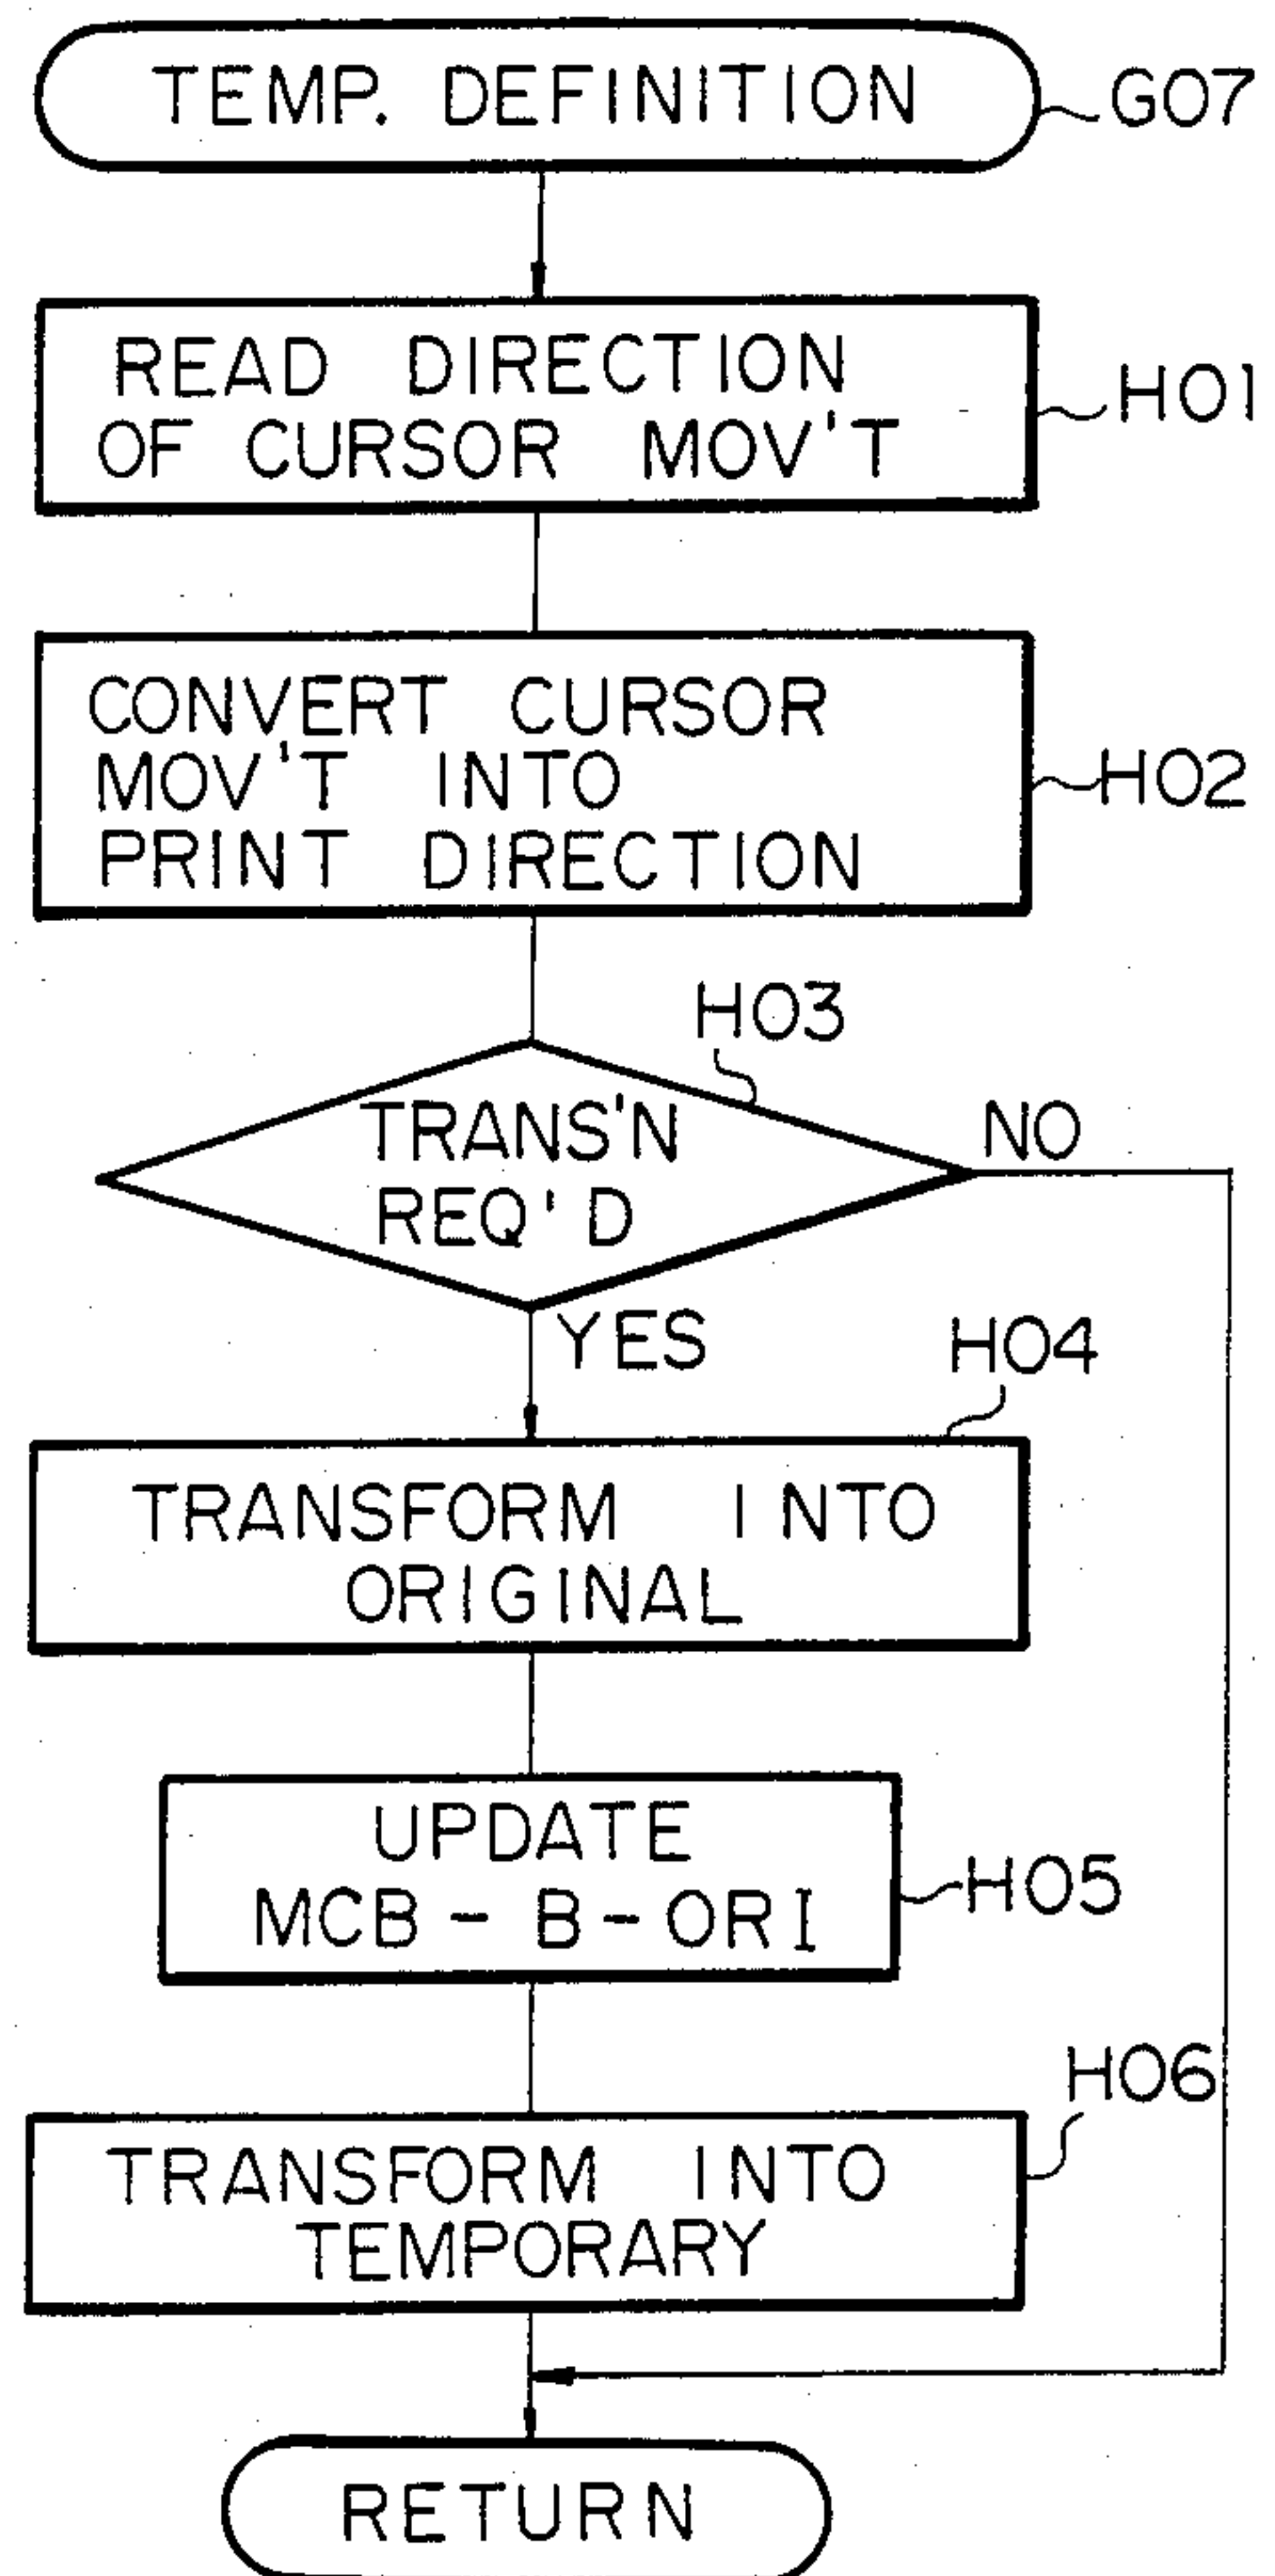 TEMP. DEFINITION
G07
READ DIRECTION
OF CURSOR MOV'T
H01
CONVERT CURSOR
MOV'T INTO
PRINT DIRECTION
H02
H03
TRANS'N
REQ'D
NO
YES
H04
TRANSFORM INTO
ORIGINAL
UPDATE
MCB-B-ORI
H05
H06
TRANSFORM INTO
TEMPORARY
RETURN